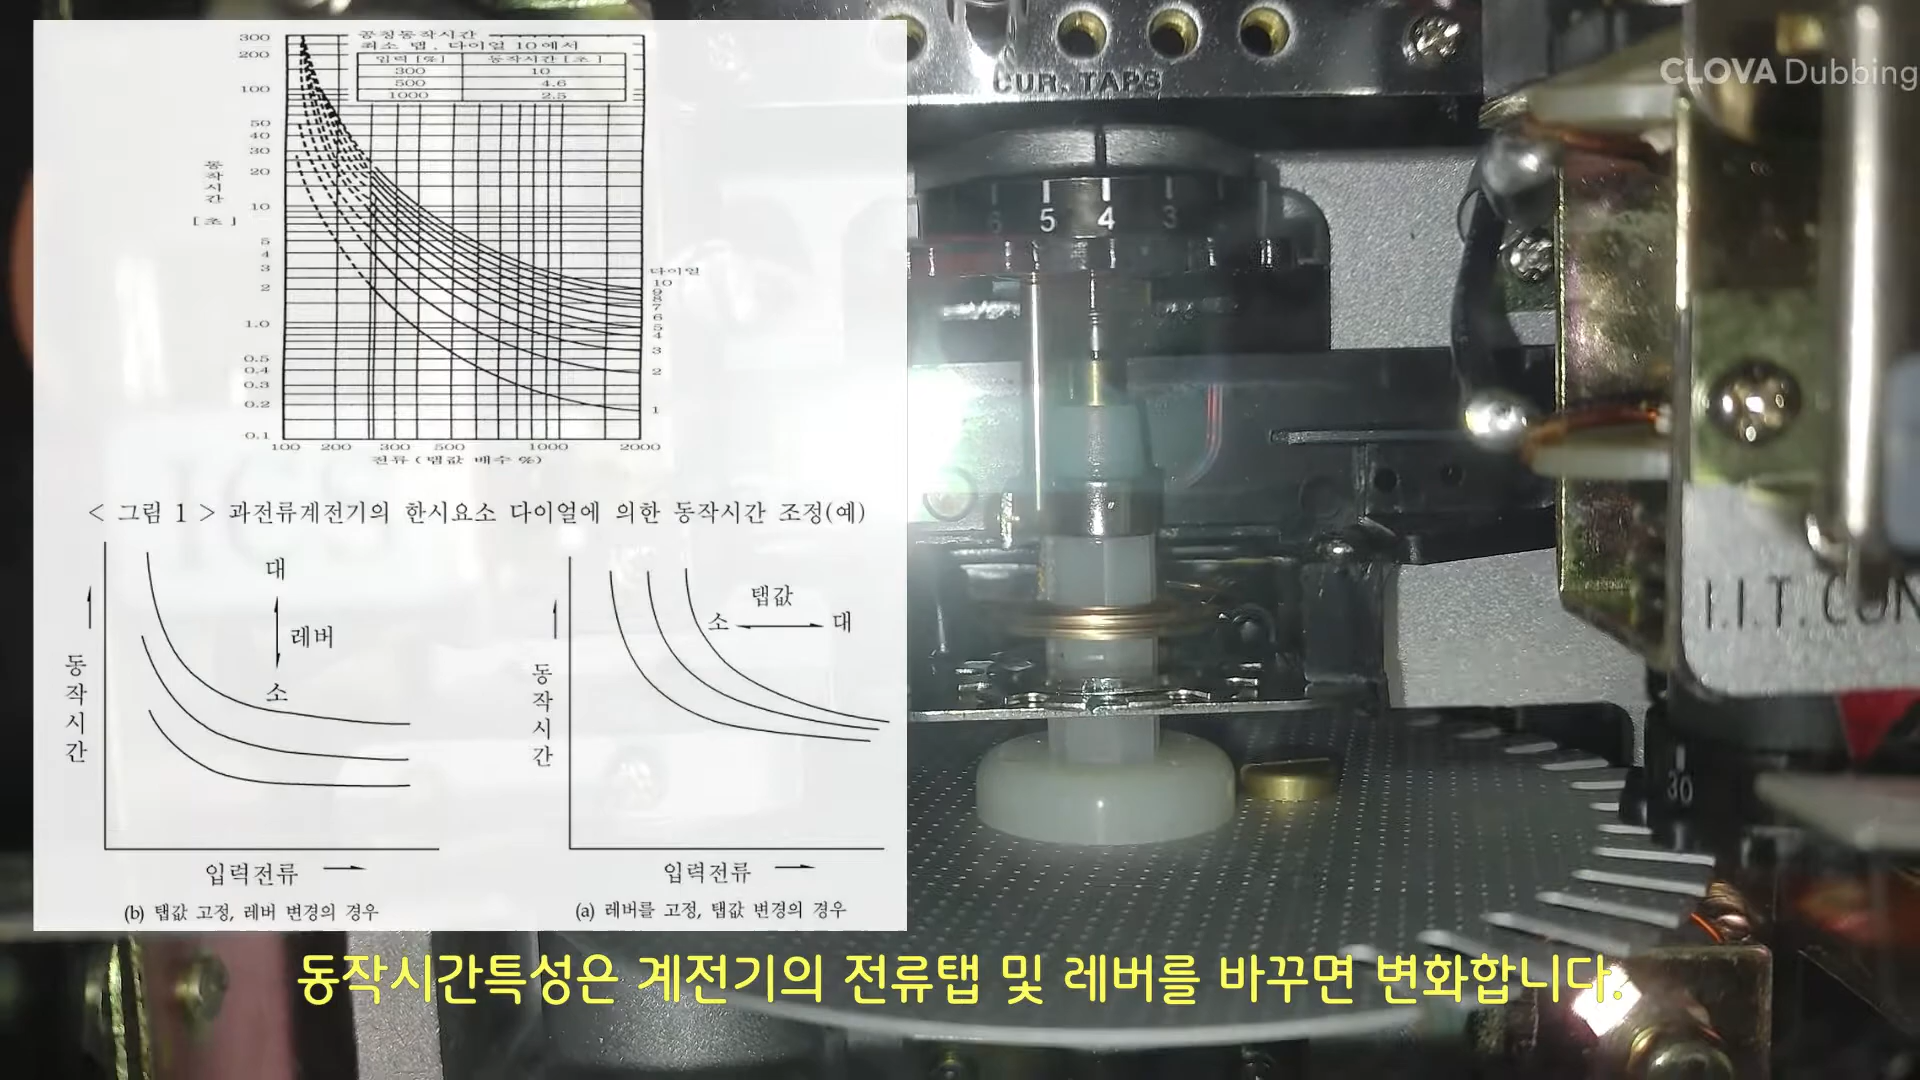 공칭동작시간
최소 탭, 다이얼 10에서
입력 [%] 동작시간 [초]
300 10
500 4.6
1000 2.5
300
200
100
50
40
30
20
10
5
4
3
2
1.0
0.5
0.4
0.3
0.2
0.1
동작시간
[초]
다이얼
10
9
8
7
6
5
4
3
2
1
100 200 300 500 1000 2000
전류 (탭값 배수 %)
< 그림 1 > 과전류계전기의 한시요소 다이얼에 의한 동작시간 조정(예)
대
레버
소
동작시간
입력전류
(b) 탭값 고정, 레버 변경의 경우
탭값
소 대
동작시간
입력전류
(a) 레버를 고정, 탭값 변경의 경우
CUR. TAPS
6 5 4 3
CLOVA Dubbing
I.I.T. CON
30
동작시간특성은 계전기의 전류탭 및 레버를 바꾸면 변화합니다.